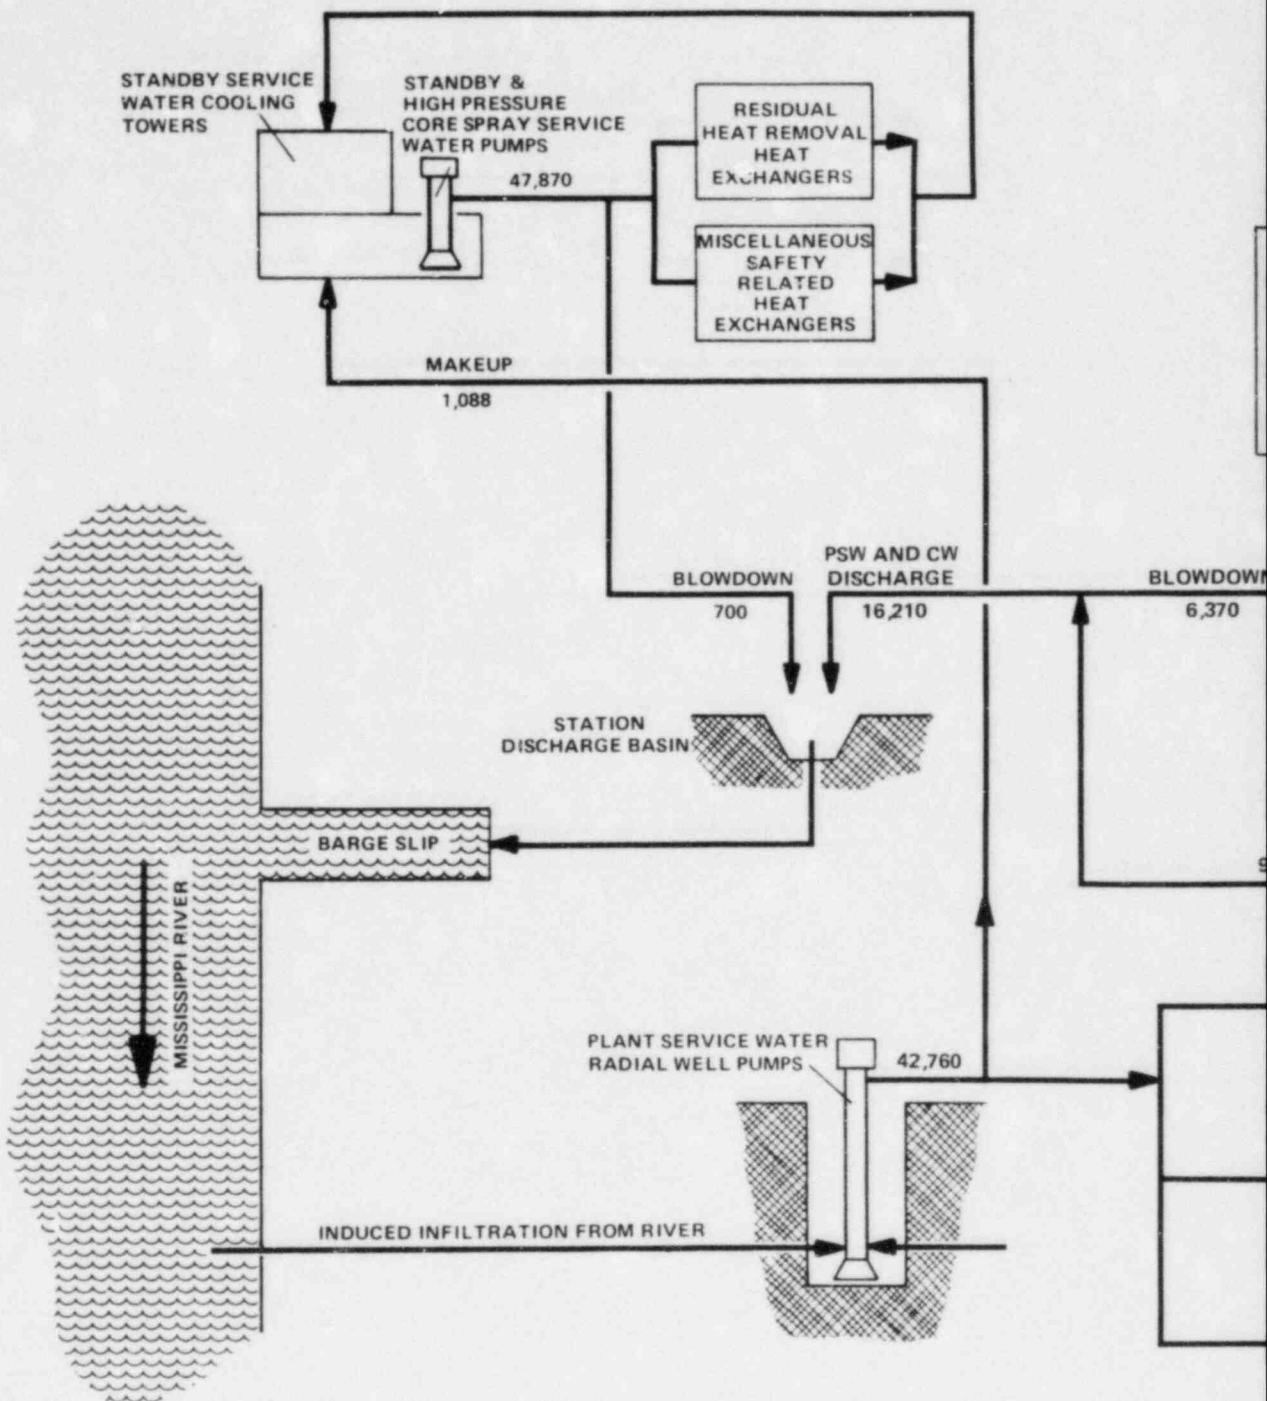 STANDBY SERVICE
WATER COOLING
TOWERS
STANDBY &
HIGH PRESSURE
CORE SPRAY SERVICE
WATER PUMPS
47,870
RESIDUAL
HEAT REMOVAL
HEAT
EXCHANGERS
MISCELLANEOUS
SAFETY
RELATED
HEAT
EXCHANGERS
MAKEUP
1,088
BLOWDOWN
700
PSW AND CW
DISCHARGE
16,210
BLOWDOWN
6,370
STATION
DISCHARGE BASIN
BARGE SLIP
MISSISSIPPI RIVER
PLANT SERVICE WATER
RADIAL WELL PUMPS
42,760
INDUCED INFILTRATION FROM RIVER